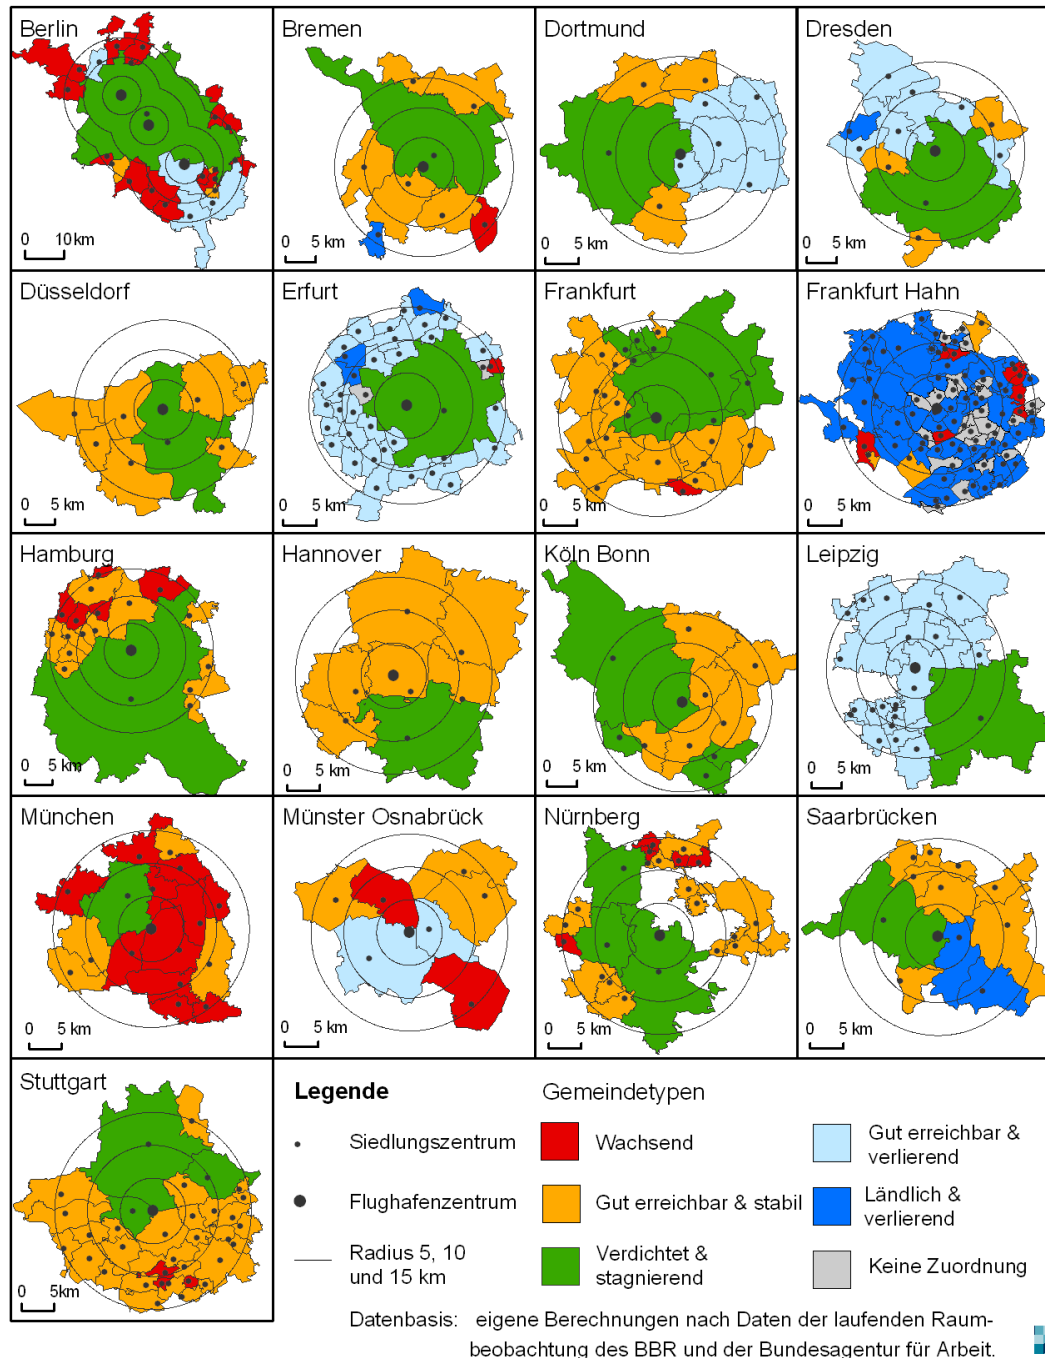 Berlin
0 10 km
Bremen
0 5 km
Dortmund
0 5 km
Dresden
0 5 km
Düsseldorf
0 5 km
Erfurt
0 5 km
Frankfurt
0 5 km
Frankfurt Hahn
0 5 km
Hamburg
0 5 km
Hannover
0 5 km
Köln Bonn
0 5 km
Leipzig
0 5 km
München
0 5 km
Münster Osnabrück
0 5 km
Nürnberg
0 5 km
Saarbrücken
0 5 km
Stuttgart
0 5km
Legende
Siedlungszentrum
Flughafenzentrum
Radius 5, 10
und 15 km
Gemeindetypen
Wachsend
Gut erreichbar & stabil
Verdichtet &
stagnierend
Gut erreichbar &
verlierend
Ländlich &
verlierend
Keine Zuordnung
Datenbasis: eigene Berechnungen nach Daten der laufenden Raum-
beobachtung des BBR und der Bundesagentur für Arbeit.